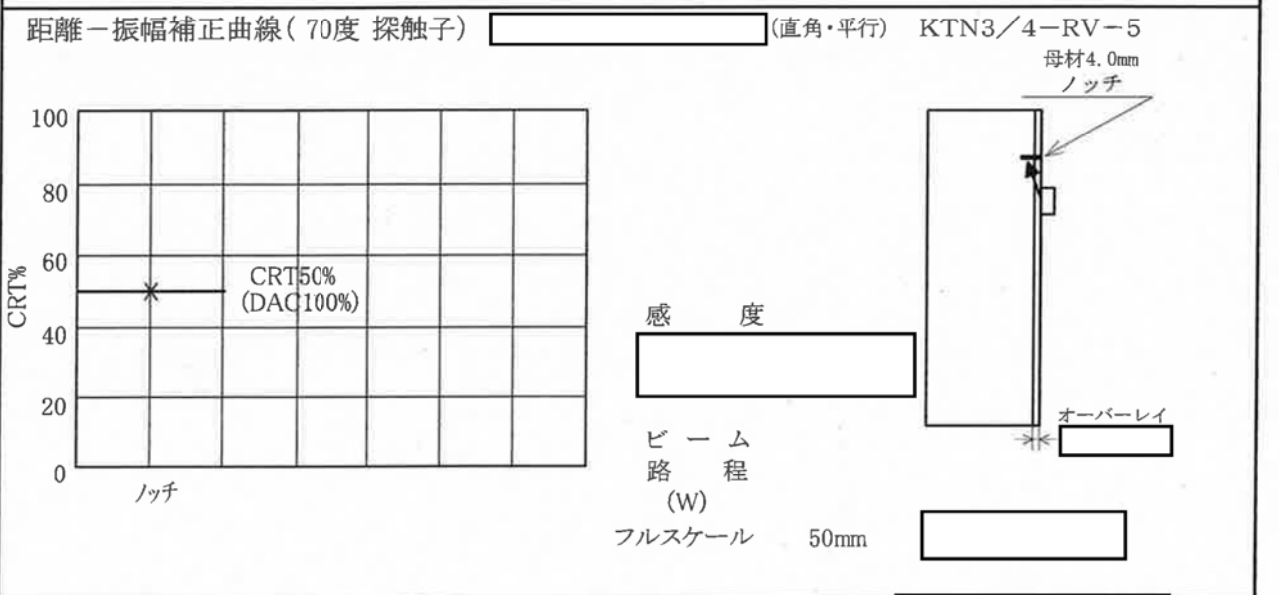 距離－振幅補正曲線( 70度 探触子)
(直角・平行)
KTN3／4－RV－5
母材4.0mm
ノッチ
100
80
60
40
20
0
CRT%
CRT50%
(DAC100%)
ノッチ
感　度
ビ ー ム
路　程
(W)
フルスケール　50mm
オーバーレイ